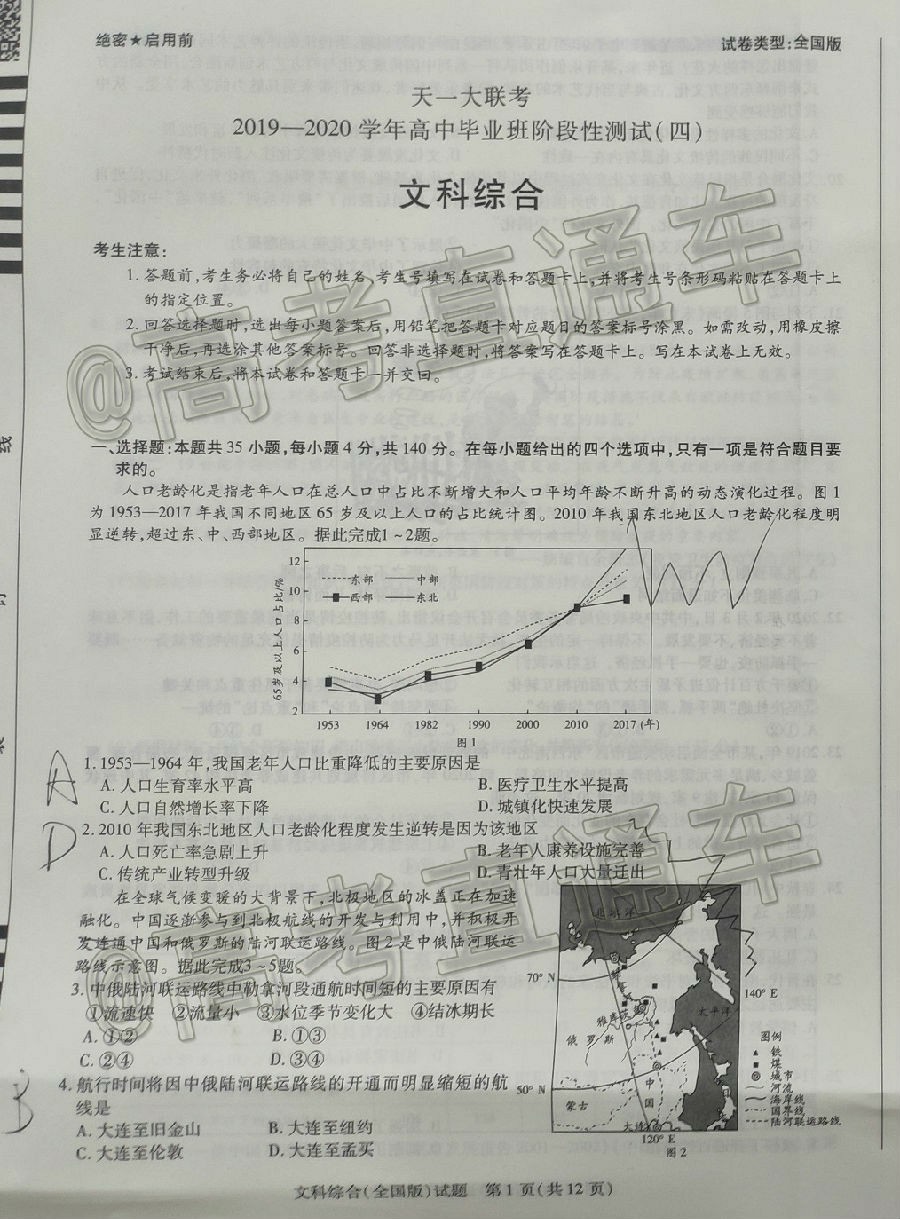 绝密★启用前
试卷类型:全国版
天一大联考
2019—2020 学年高中毕业班阶段性测试(四)
文科综合
考生注意:
1. 答题前,考生务必将自己的姓名、考生号填写在试卷和答题卡上,并将考生号条形码粘贴在答题卡上
的指定位置。
2. 回答选择题时,选出每小题答案后,用铅笔把答题卡对应题目的答案标号涂黑。如需改动,用橡皮擦
干净后,再选涂其他答案标号。回答非选择题时,将答案写在答题卡上。写在本试卷上无效。
3. 考试结束后,将本试卷和答题卡一并交回。
一、选择题:本题共 35 小题,每小题 4 分,共 140 分。在每小题给出的四个选项中,只有一项是符合题目要
求的。
人口老龄化是指老年人口在总人口中占比不断增大和人口平均年龄不断升高的动态演化过程。图 1
为 1953—2017 年我国不同地区 65 岁及以上人口的占比统计图。2010 年我国东北地区人口老龄化程度明
显逆转,超过东、中、西部地区。据此完成1~2题。
65岁及以上人口占比/%
12
10
8
6
4
2
东部 中部
西部 东北
1953 1964 1982 1990 2000 2010 2017(年)
图1
A
1. 1953—1964 年,我国老年人口比重降低的主要原因是
A. 人口生育率水平高
B. 医疗卫生水平提高
C. 人口自然增长率下降
D. 城镇化快速发展
D
2. 2010 年我国东北地区人口老龄化程度发生逆转是因为该地区
A. 人口死亡率急剧上升
B. 老年人康养设施完善
C. 传统产业转型升级
D. 青壮年人口大量迁出
在全球气候变暖的大背景下,北极地区的冰盖正在加速
融化。中国逐渐参与到北极航线的开发与利用中,并积极开
发连通中国和俄罗斯的陆河联运路线。图 2 是中俄陆河联运
路线示意图。据此完成3~5题。
3. 中俄陆河联运路线中勒拿河段通航时间短的主要原因有
①流速快 ②流量小 ③水位季节变化大 ④结冰期长
A. ①②
B. ①③
C. ②④
D. ③④
4. 航行时间将因中俄陆河联运路线的开通而明显缩短的航
线是
A. 大连至旧金山
B. 大连至纽约
C. 大连至伦敦
D. 大连至孟买
北冰洋
70° N
140° E
太平洋
雅库茨克
俄罗斯
50° N
蒙古
中
国
大连
120° E
图例
铁
煤
城市
河流
海岸线
国界线
陆河联运路线
图 2
文科综合(全国版)试题 第 1 页(共 12 页)
@高考直通车
@高考直通车
线